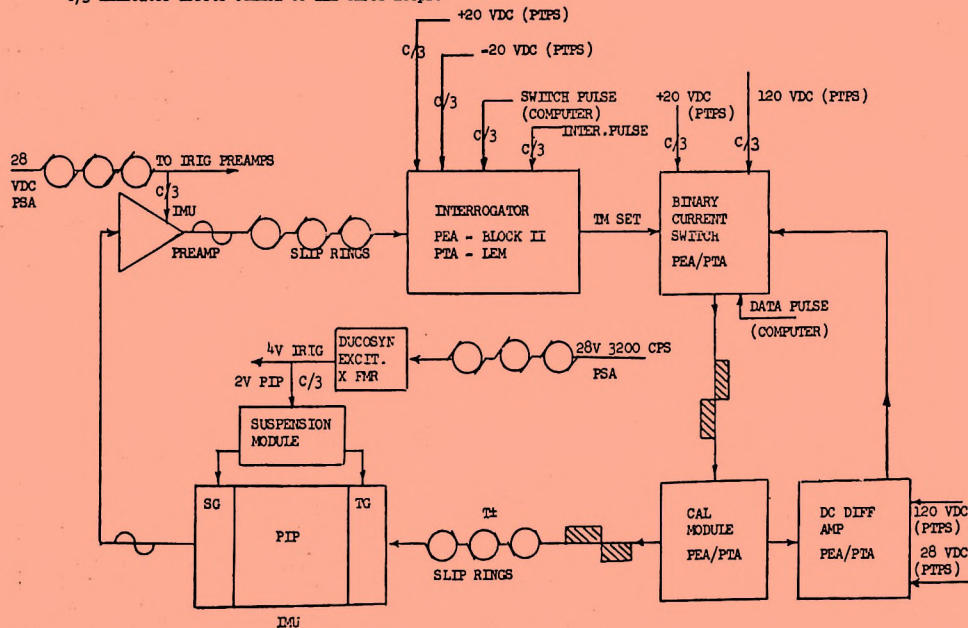 +20 VDC (PTPS)
C/3
-20 VDC (PTPS)
C/3
SWITCH PULSE
(COMPUTER)
C/3
INTER.PULSE
C/3
+20 VDC
(PTPS)
C/3
120 VDC (PTPS)
C/3
28
VDC
PSA
TO IRIG PREAMPS
C/3
IMU
PREAMP
SLIP RINGS
INTERROGATOR
PEA - BLOCK II
PTA - LEM
TM SET
BINARY
CURRENT
SWITCH
PEA/PTA
DATA PULSE
(COMPUTER)
4V IRIG
2V PIP
C/3
DUCOSYN
EXCIT.
X FMR
28V 3200 CPS
PSA
SUSPENSION
MODULE
SG
PIP
TG
IMU
T±
SLIP RINGS
CAL
MODULE
PEA/PTA
DC DIFF
AMP
PEA/PTA
120 VDC
(PTPS)
28 VDC
(PTPS)